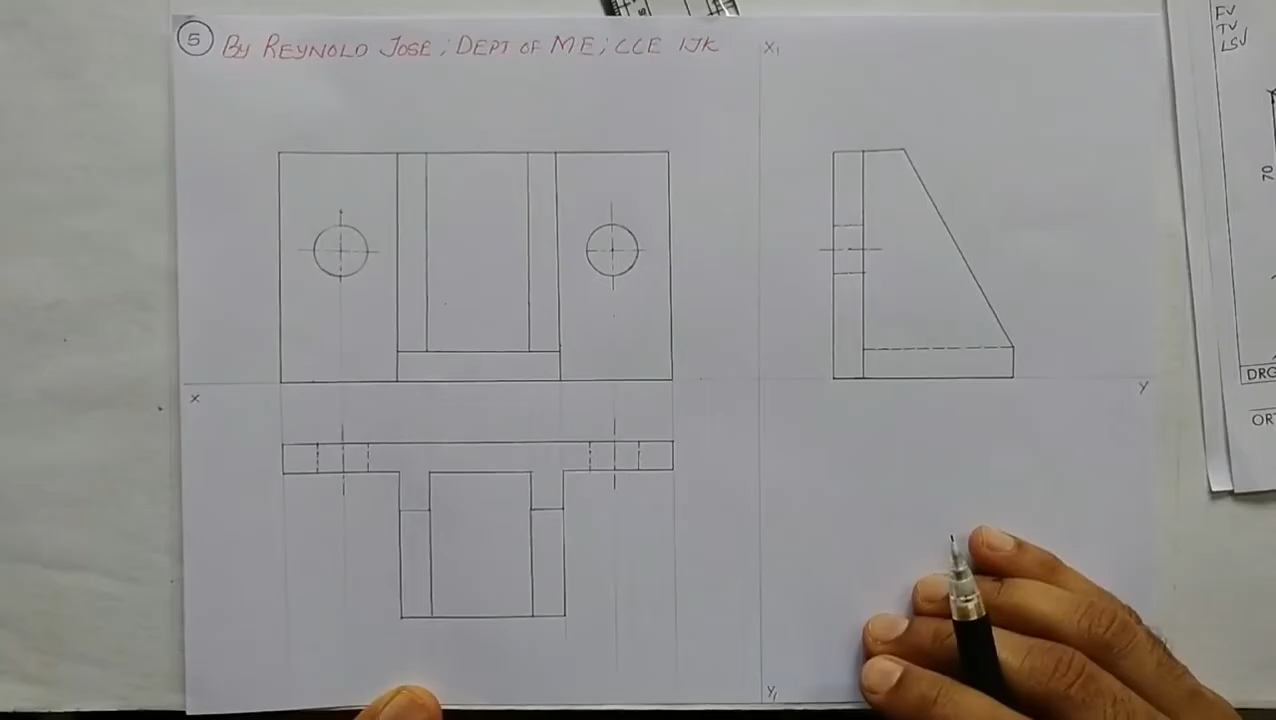 5 By REYNOLD JOSE; DEPT OF ME; CCE IJK
X1
X
Y
Y1
FV
TV
LSV
70
DRG
OR